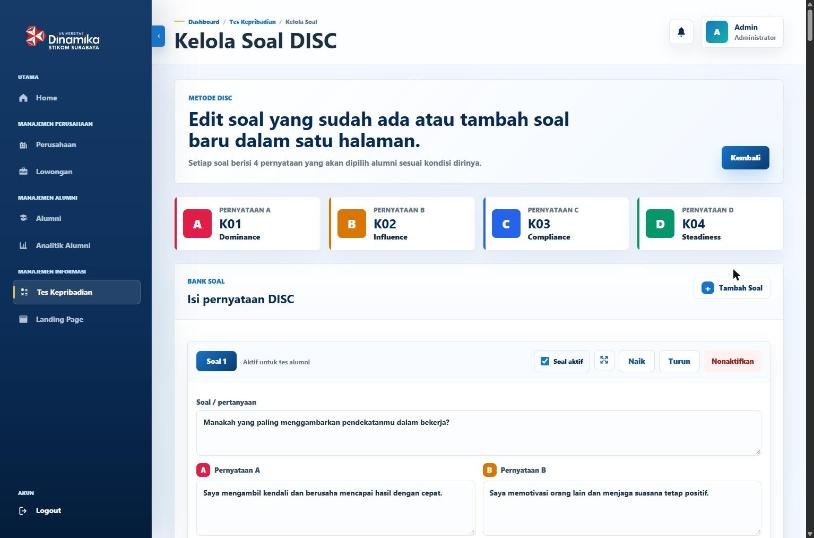 UNIVERSITAS
Dinamika
STIKOM SURABAYA
UTAMA
Home
MANAJEMEN PERUSAHAAN
Perusahaan
Lowongan
MANAJEMEN ALUMNI
Alumni
Analitik Alumni
MANAJEMEN INFORMASI
Tes Kepribadian
Landing Page
AKUN
Logout
Dashboard / Tes Kepribadian / Kelola Soal
Kelola Soal DISC
A
Admin
Administrator
METODE DISC
Edit soal yang sudah ada atau tambah soal
baru dalam satu halaman.
Setiap soal berisi 4 pernyataan yang akan dipilih alumni sesuai kondisi dirinya.
Kembali
A
PERNYATAAN A
K01
Dominance
B
PERNYATAAN B
K02
Influence
C
PERNYATAAN C
K03
Compliance
D
PERNYATAAN D
K04
Steadiness
BANK SOAL
Isi pernyataan DISC
+ Tambah Soal
Soal 1
Aktif untuk tes alumni
Soal aktif
Naik
Turun
Nonaktifkan
Soal / pertanyaan
Manakah yang paling menggambarkan pendekatanmu dalam bekerja?
A Pernyataan A
Saya mengambil kendali dan berusaha mencapai hasil dengan cepat.
B Pernyataan B
Saya memotivasi orang lain dan menjaga suasana tetap positif.